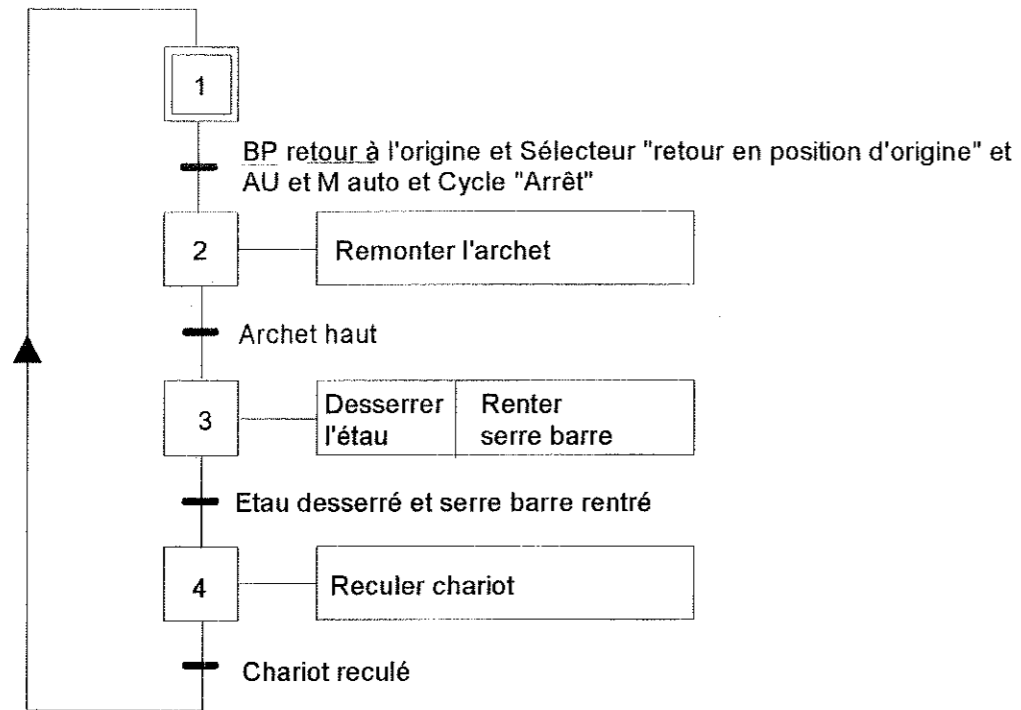 1
BP retour à l'origine et Sélecteur "retour en position d'origine" et
AU et M auto et Cycle "Arrêt"
2
Remonter l'archet
Archet haut
3
Desserrer
l'étau
Renter
serre barre
Etau desserré et serre barre rentré
4
Reculer chariot
Chariot reculé